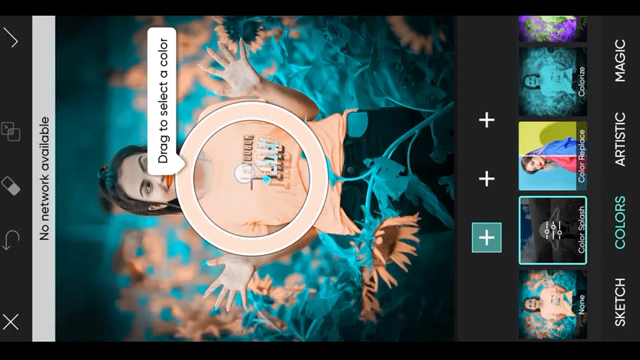 No network available
Drag to select a color
None
Color Splash
Color Replace
Colorize
SKETCH
COLORS
ARTISTIC
MAGIC